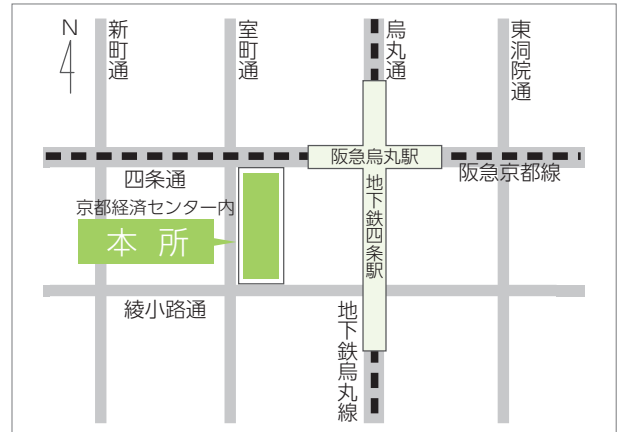 N
新町通
室町通
烏丸通
東洞院通
阪急烏丸駅
阪急京都線
四条通
地下鉄四条駅
京都経済センター内
本所
綾小路通
地下鉄烏丸線